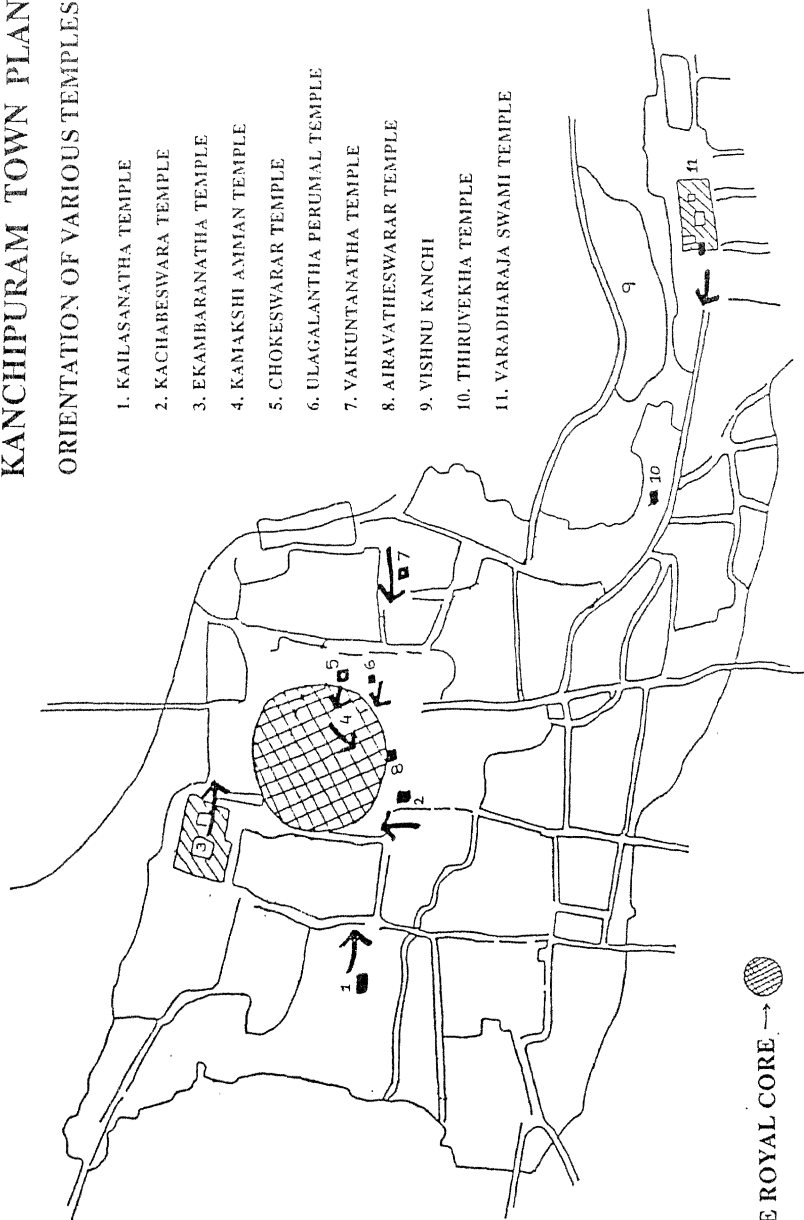 KANCHIPURAM TOWN PLAN
ORIENTATION OF VARIOUS TEMPLES
1. KAILASANATHA TEMPLE
2. KACHABESWARA TEMPLE
3. EKAMBARANATHA TEMPLE
4. KAMAKSHI AMMAN TEMPLE
5. CHOKESWARAR TEMPLE
6. ULAGALANTHA PERUMAL TEMPLE
7. VAIKUNTANATHA TEMPLE
8. AIRAVATHESWARAR TEMPLE
9. VISHNU KANCHI
10. THIRUVEKHA TEMPLE
11. VARADHARAJA SWAMI TEMPLE
3
1
2
8
4
5
6
7
9
10
11
E ROYAL CORE →